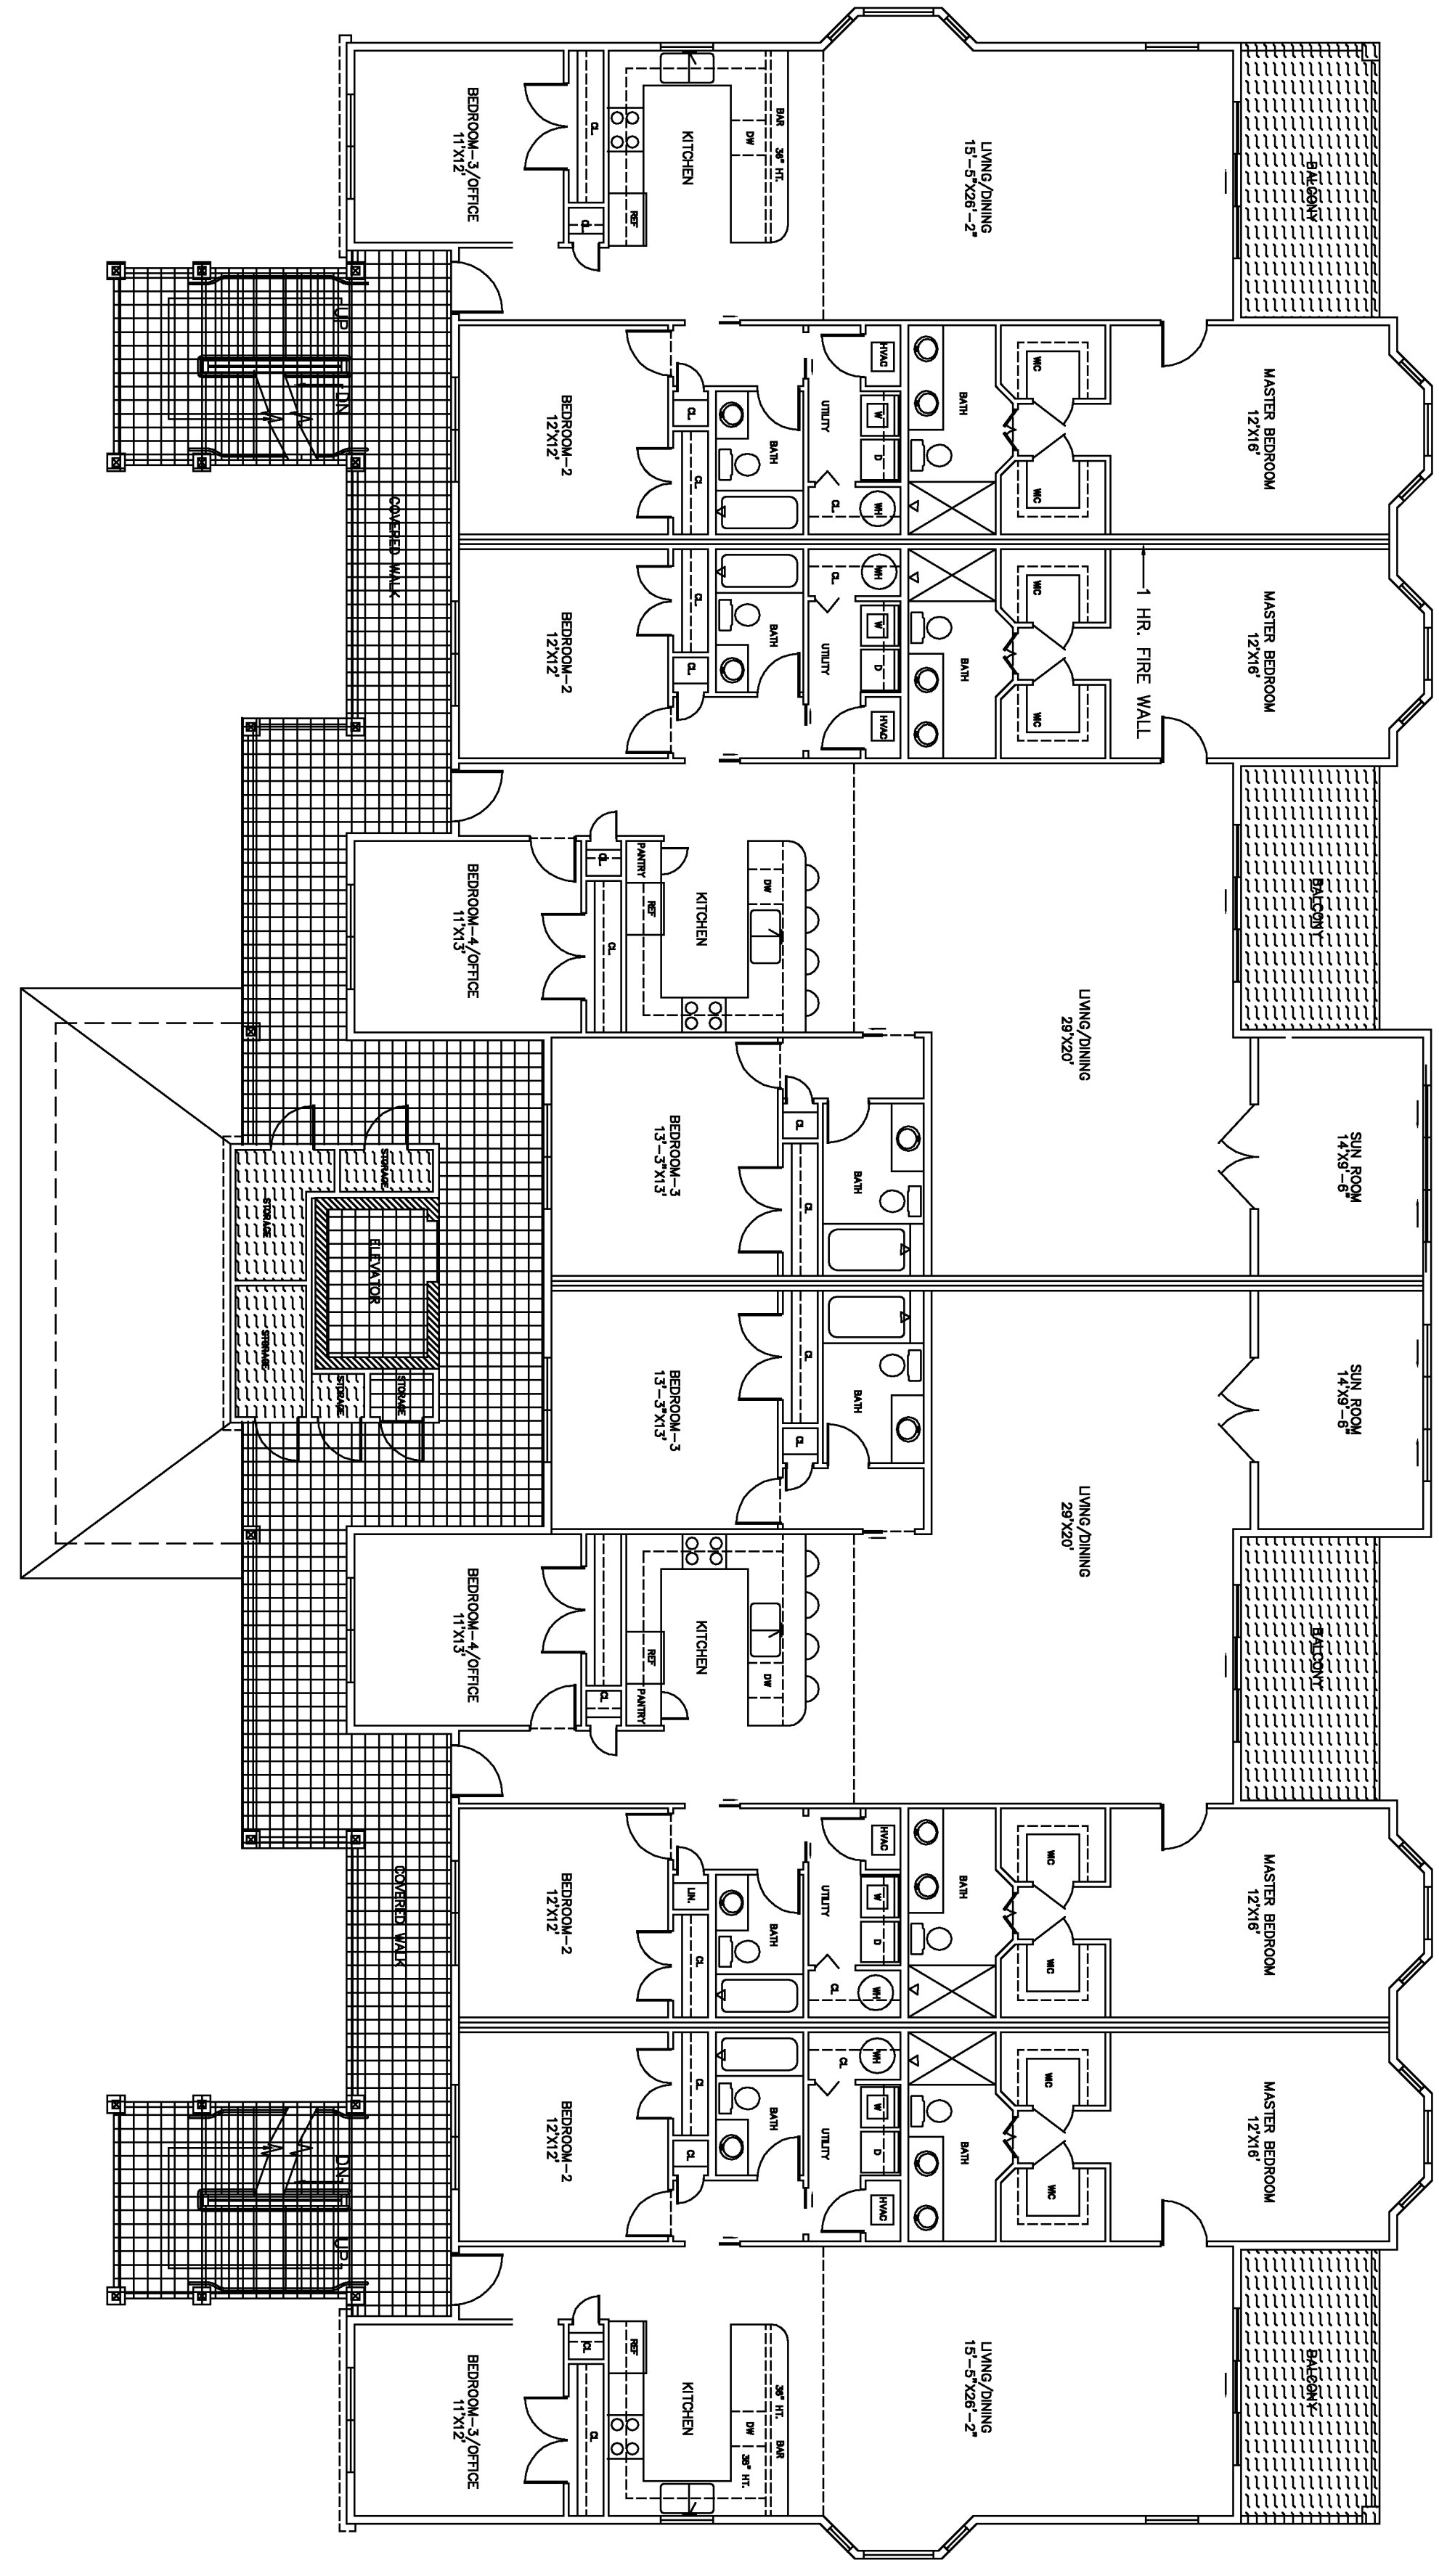 BEDROOM-3/OFFICE
11'X12'
CL
CL
REF
KITCHEN
BAR
36" HT.
DW
LIVING/DINING
15'-5"X26'-2"
BALCONY
UP
DN
COVERED WALK
BEDROOM-2
12'X12'
CL
CL
BATH
UTILITY
HVAC
W
D
CL
WH
BATH
WIC
WIC
MASTER BEDROOM
12'X16'
BEDROOM-2
12'X12'
CL
CL
BATH
UTILITY
CL
WH
W
D
HVAC
BATH
WIC
WIC
1 HR. FIRE WALL
MASTER BEDROOM
12'X16'
BEDROOM-4/OFFICE
11'X13'
CL
CL
PANTRY
REF
KITCHEN
DW
LIVING/DINING
29'X20'
BALCONY
BEDROOM-3
13'-3"X13'
CL
CL
BATH
SUN ROOM
14'X9'-6"
STORAGE
STORAGE
ELEVATOR
STORAGE
STORAGE
STORAGE
BEDROOM-3
13'-3"X13'
CL
CL
BATH
SUN ROOM
14'X9'-6"
BEDROOM-4/OFFICE
11'X13'
CL
PANTRY
REF
KITCHEN
DW
LIVING/DINING
29'X20'
BALCONY
COVERED WALK
BEDROOM-2
12'X12'
LIN.
CL
BATH
UTILITY
HVAC
W
D
CL
WH
BATH
WIC
WIC
MASTER BEDROOM
12'X16'
BEDROOM-2
12'X12'
CL
CL
BATH
UTILITY
CL
WH
W
D
HVAC
BATH
WIC
WIC
MASTER BEDROOM
12'X16'
DN
UP
BEDROOM-3/OFFICE
11'X12'
CL
CL
REF
KITCHEN
36" HT.
BAR
DW
36" HT.
LIVING/DINING
15'-5"X26'-2"
BALCONY